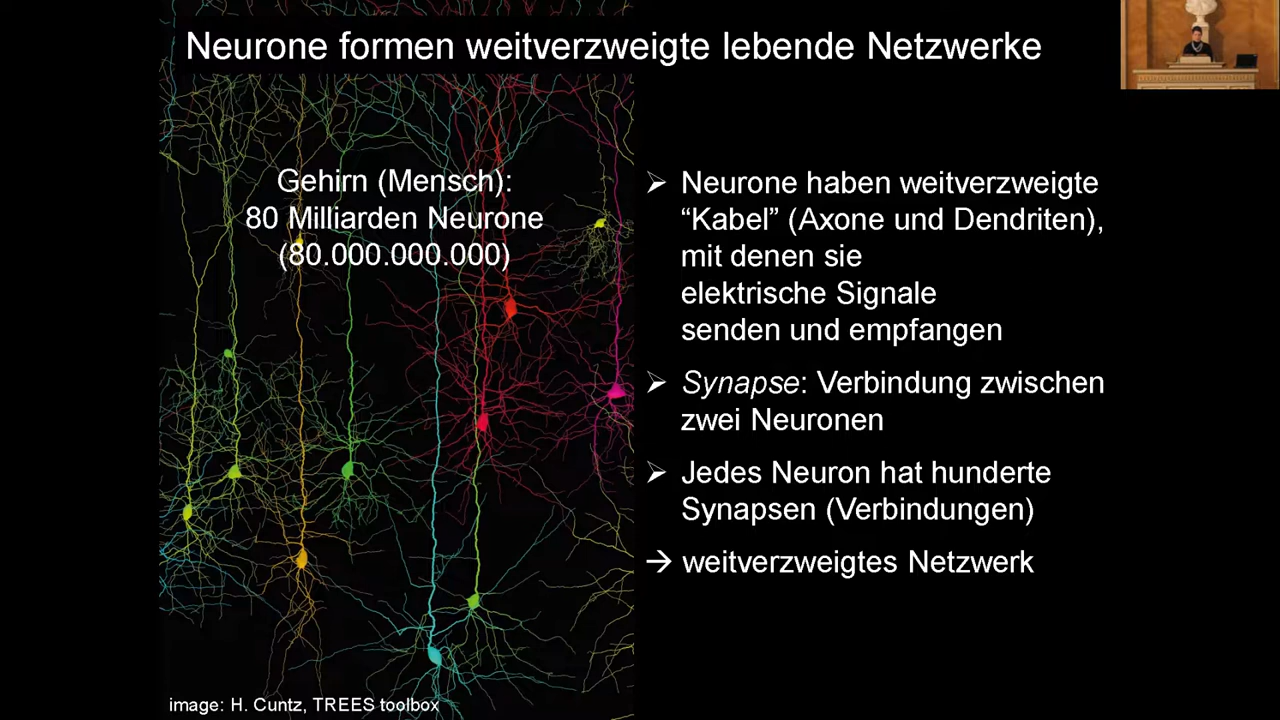 Neurone formen weitverzweigte lebende Netzwerke
Gehirn (Mensch):
80 Milliarden Neurone
(80.000.000.000)
➢ Neurone haben weitverzweigte
“Kabel” (Axone und Dendriten),
mit denen sie
elektrische Signale
senden und empfangen
➢ Synapse: Verbindung zwischen
zwei Neuronen
➢ Jedes Neuron hat hunderte
Synapsen (Verbindungen)
→ weitverzweigtes Netzwerk
image: H. Cuntz, TREES toolbox